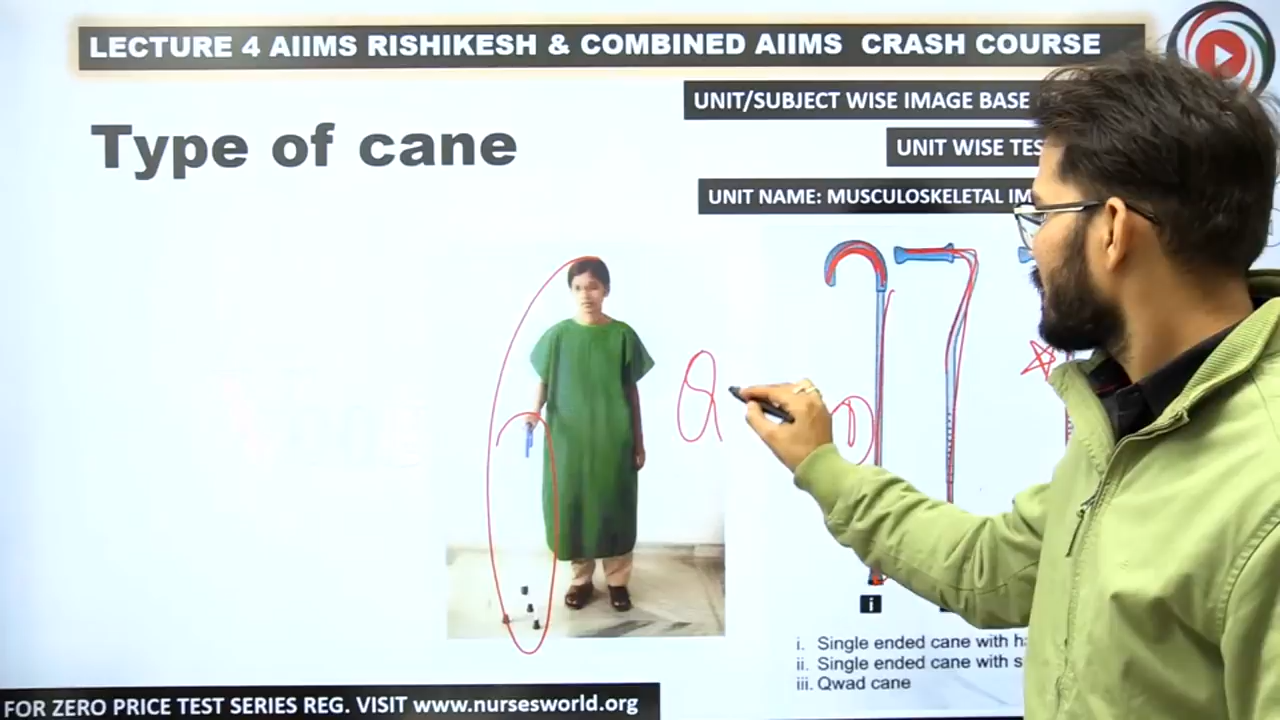 LECTURE 4 AIIMS RISHIKESH & COMBINED AIIMS CRASH COURSE
UNIT/SUBJECT WISE IMAGE BASE
Type of cane
UNIT WISE TES
UNIT NAME: MUSCULOSKELETAL IM
i
i. Single ended cane with h
ii. Single ended cane with s
iii. Qwad cane
FOR ZERO PRICE TEST SERIES REG. VISIT www.nursesworld.org